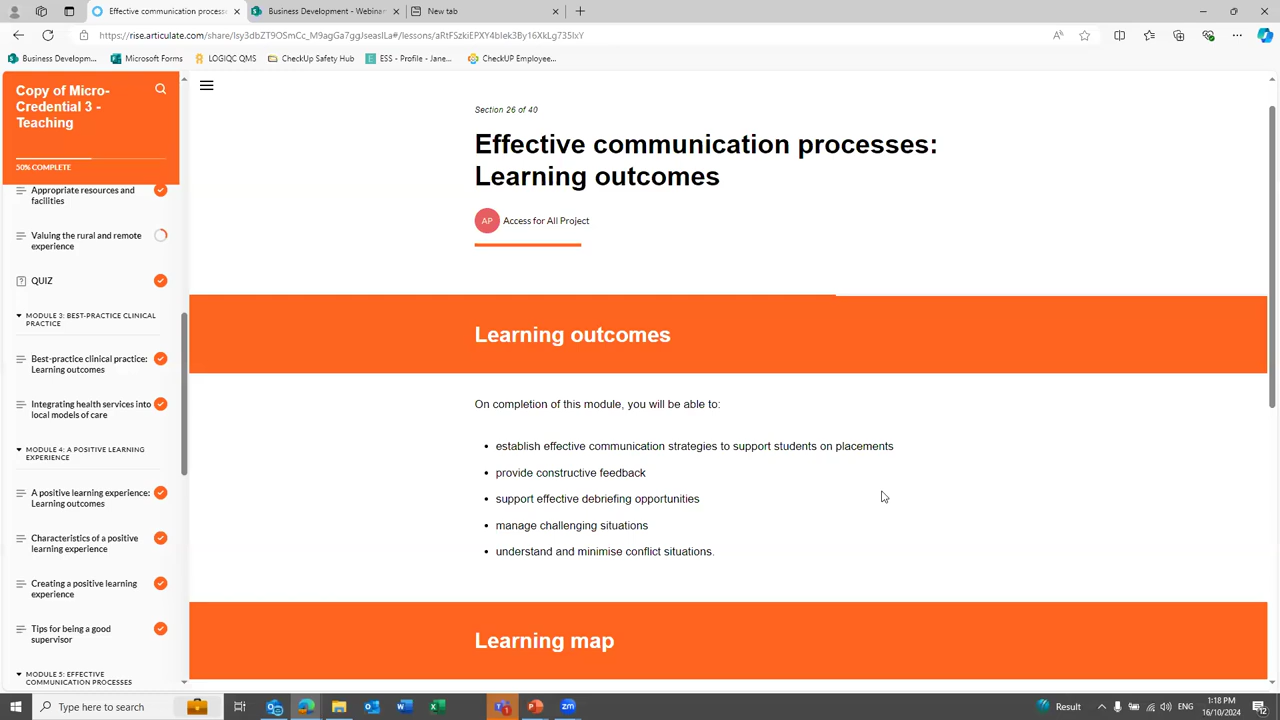 Effective communication processe
Business Development - Webinar
New tab
https://rise.articulate.com/share/Isy3dbZT9OSmCc_M9agGa7ggJseaslLa#/lessons/aRtFSzkiEPXY4bIek3By16XkLg735IxY
Business Developm...
Microsoft Forms
LOGIQC QMS
CheckUp Safety Hub
ESS - Profile - Jane...
CheckUP Employee...
Copy of Micro-
Credential 3 -
Teaching
50% COMPLETE
Appropriate resources and
facilities
Valuing the rural and remote
experience
QUIZ
MODULE 3: BEST-PRACTICE CLINICAL
PRACTICE
Best-practice clinical practice:
Learning outcomes
Integrating health services into
local models of care
MODULE 4: A POSITIVE LEARNING
EXPERIENCE
A positive learning experience:
Learning outcomes
Characteristics of a positive
learning experience
Creating a positive learning
experience
Tips for being a good
supervisor
MODULE 5: EFFECTIVE
COMMUNICATION PROCESSES
Section 26 of 40
Effective communication processes:
Learning outcomes
AP Access for All Project
Learning outcomes
On completion of this module, you will be able to:
• establish effective communication strategies to support students on placements
• provide constructive feedback
• support effective debriefing opportunities
• manage challenging situations
• understand and minimise conflict situations.
Learning map
Type here to search
Result
ENG
1:18 PM
16/10/2024
12